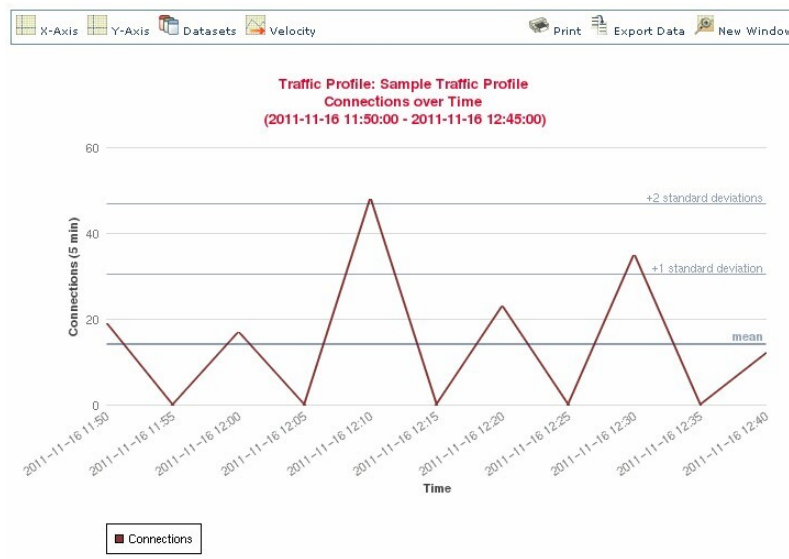 X-Axis Y-Axis Datasets Velocity Print Export Data New Window
Traffic Profile: Sample Traffic Profile
Connections over Time
(2011-11-16 11:50:00 - 2011-11-16 12:45:00)
60
+2 standard deviations
40
+1 standard deviation
20
mean
0
Connections (5 min)
2011-11-16 11:50
2011-11-16 11:55
2011-11-16 12:00
2011-11-16 12:05
2011-11-16 12:10
2011-11-16 12:15
2011-11-16 12:20
2011-11-16 12:25
2011-11-16 12:30
2011-11-16 12:35
2011-11-16 12:40
Time
Connections